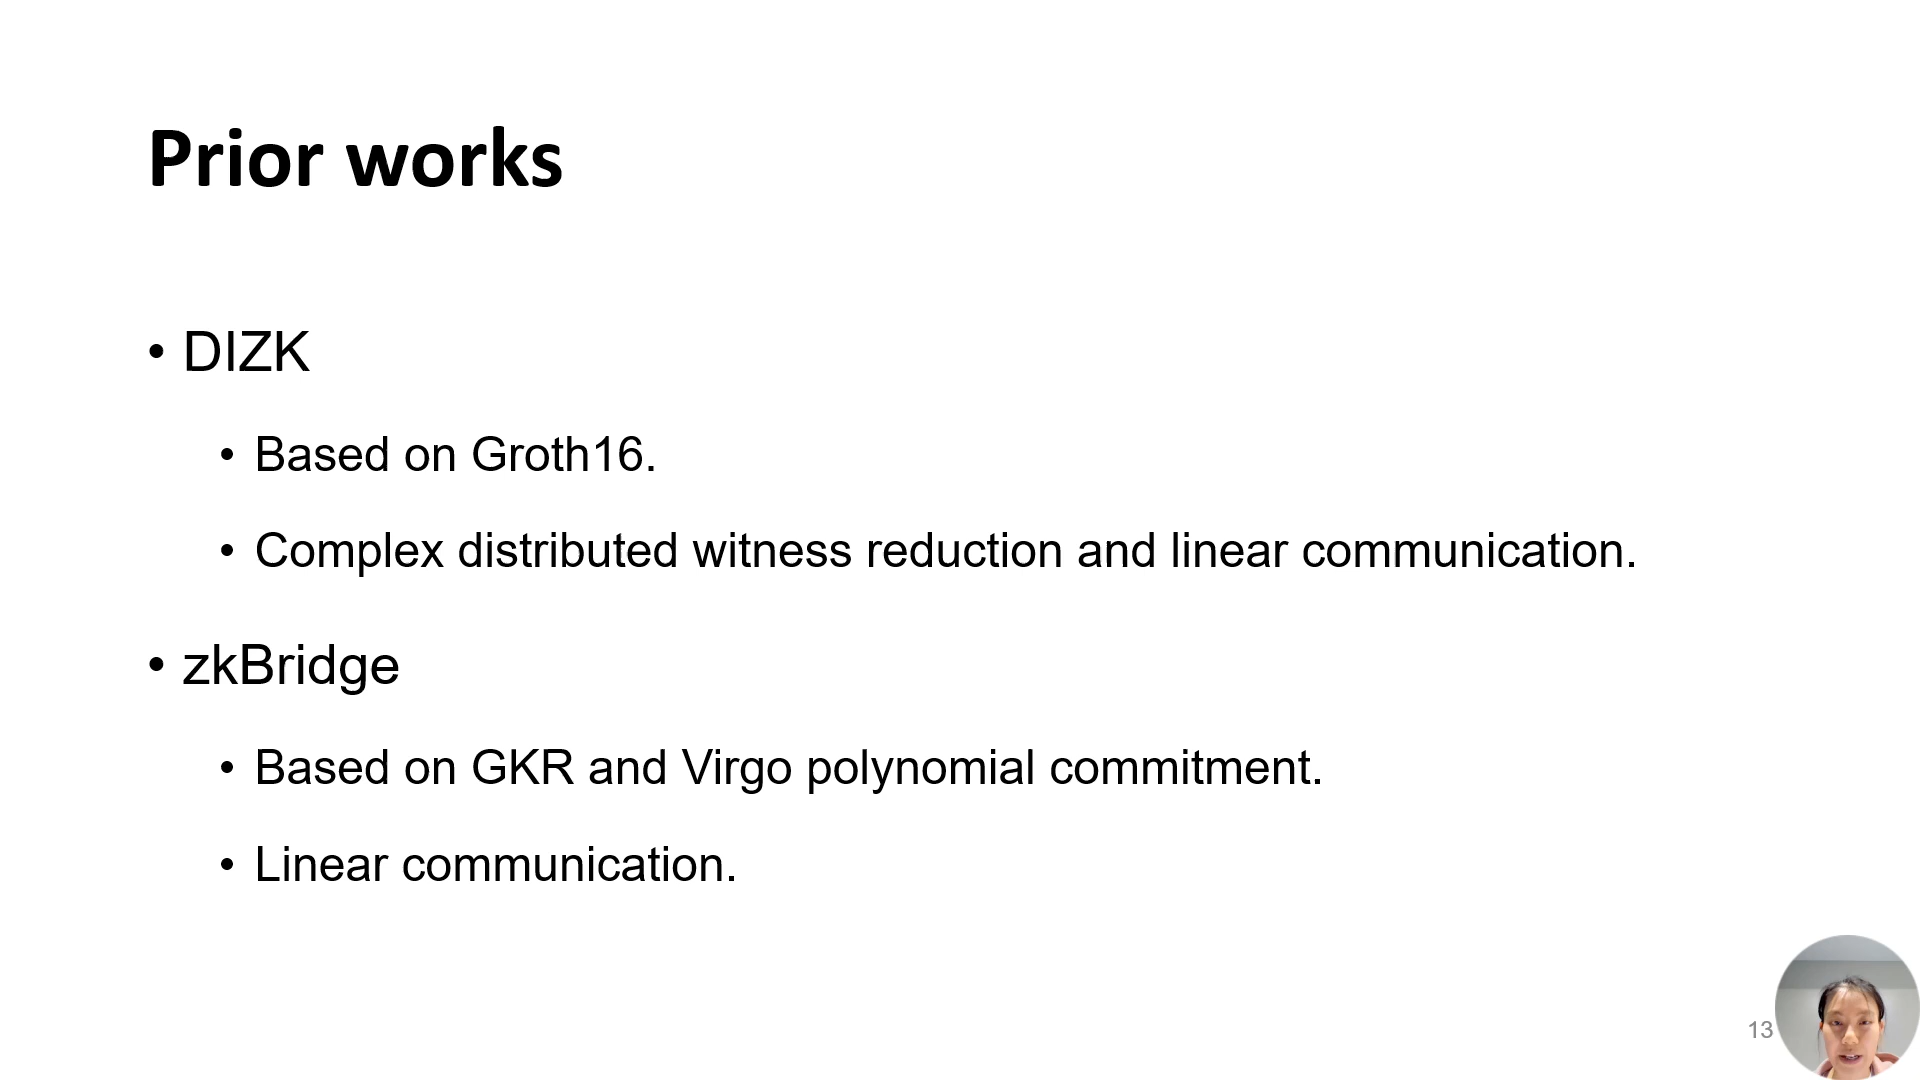 Prior works
• DIZK
• Based on Groth16.
• Complex distributed witness reduction and linear communication.
• zkBridge
• Based on GKR and Virgo polynomial commitment.
• Linear communication.
13